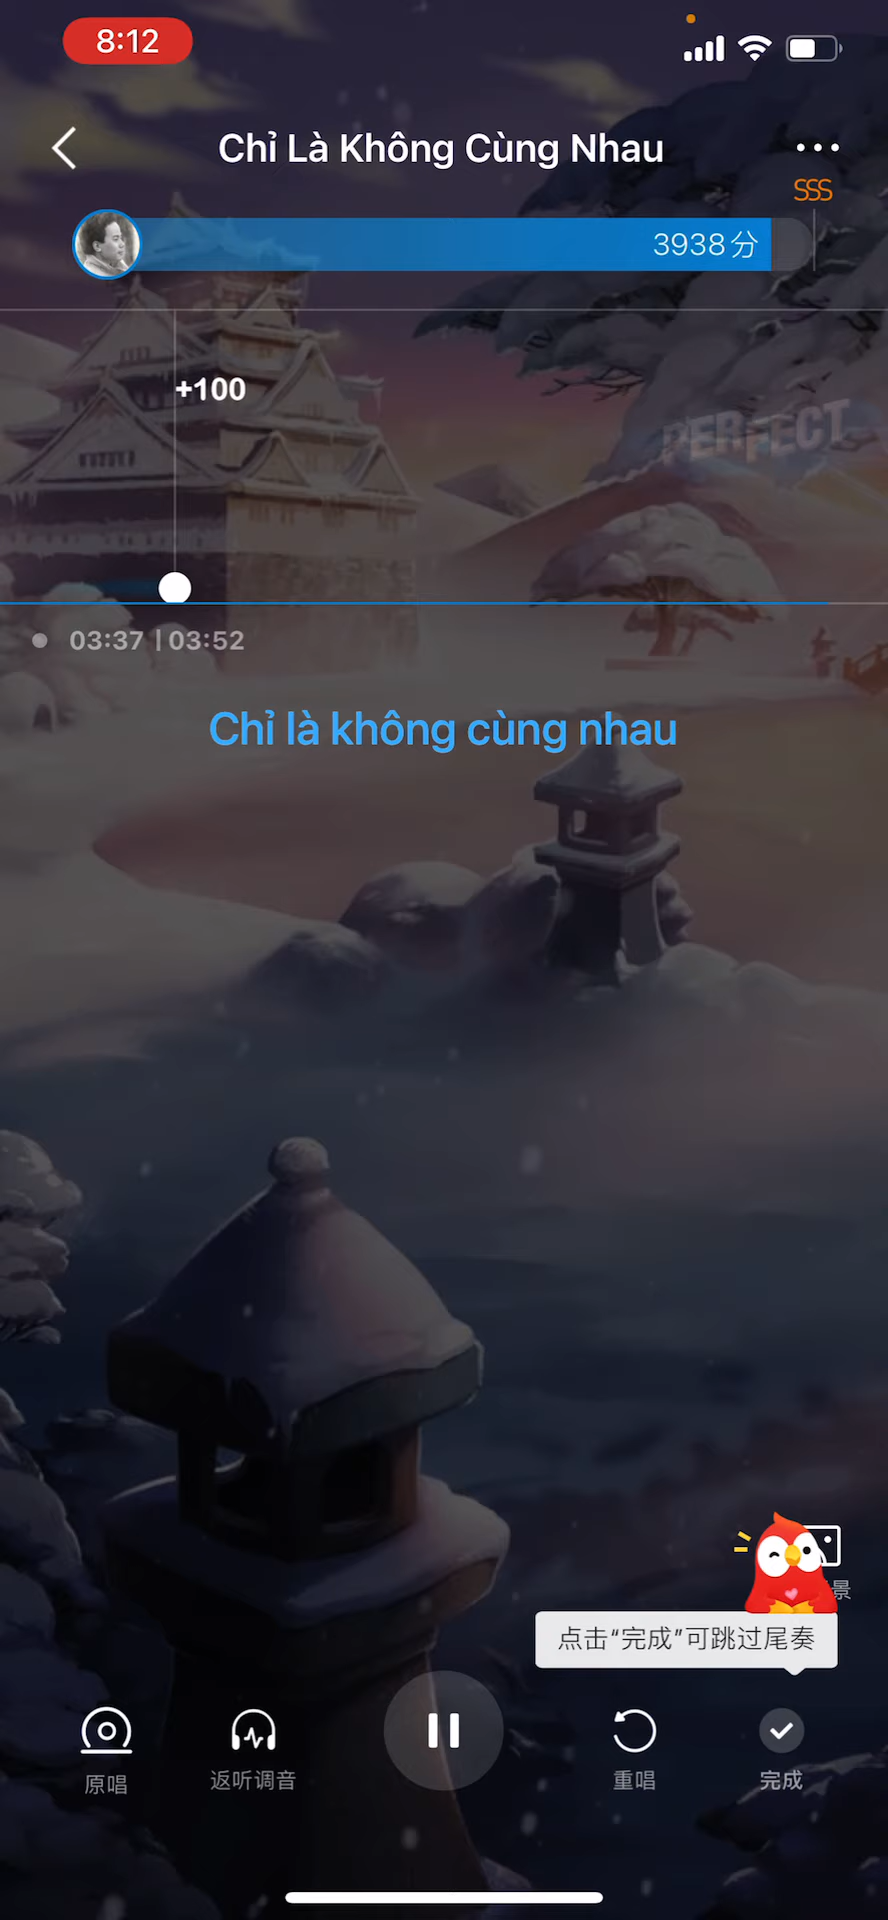 8:12
Chỉ Là Không Cùng Nhau
SSS
3938分
+100
PERFECT
03:37 | 03:52
Chỉ là không cùng nhau
景
点击“完成”可跳过尾奏
原唱
返听调音
重唱
完成